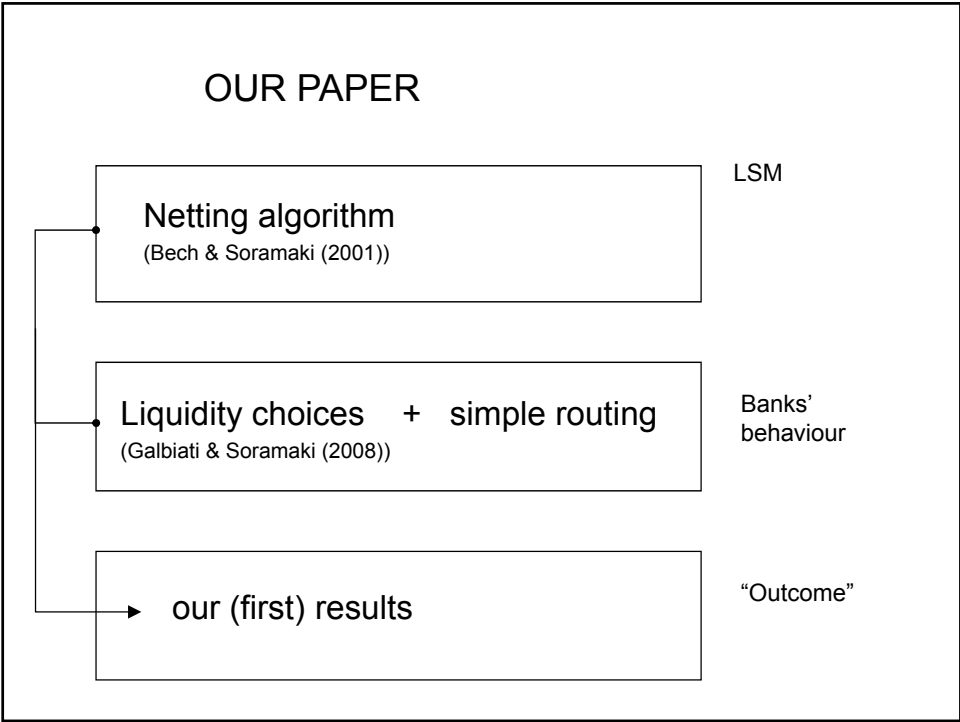 OUR PAPER
LSM
Netting algorithm
(Bech & Soramaki (2001))
Liquidity choices + simple routing
(Galbiati & Soramaki (2008))
Banks’
behaviour
our (first) results
“Outcome”